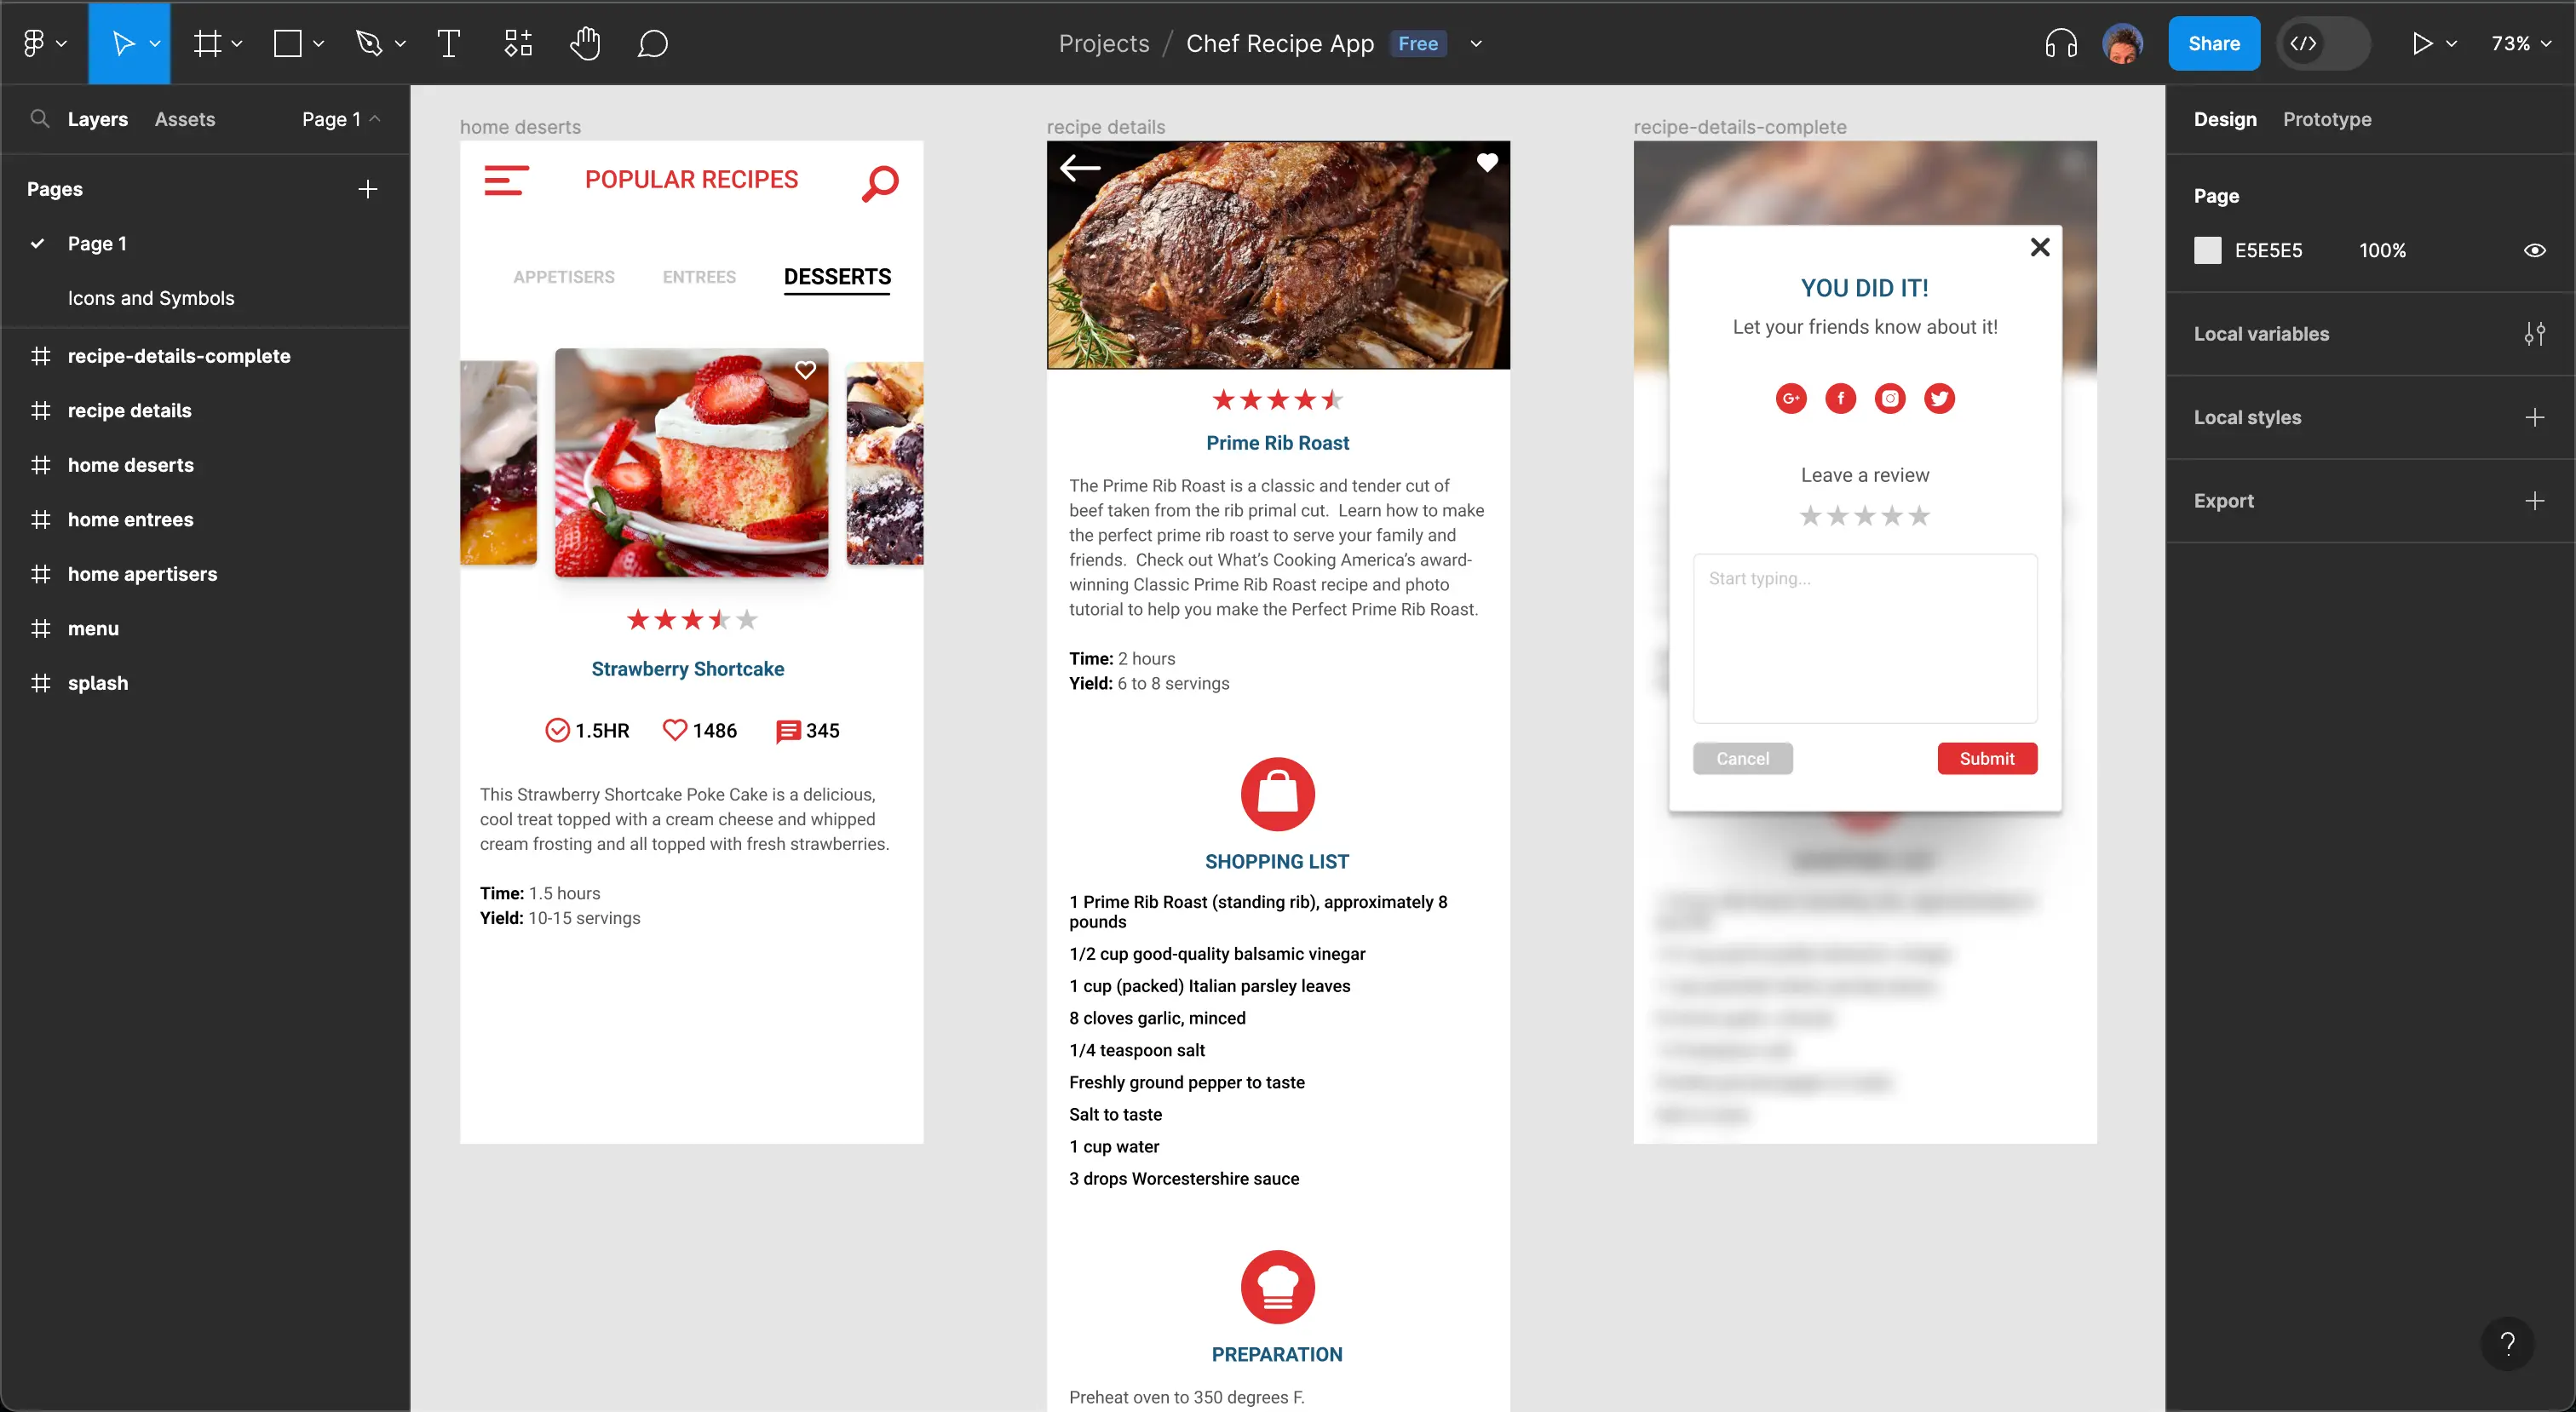 Projects / Chef Recipe App Free
Share
73%
Layers
Assets
Page 1
Pages
Page 1
Icons and Symbols
recipe-details-complete
recipe details
home deserts
home entrees
home apertisers
menu
splash
home deserts
POPULAR RECIPES
APPETISERS
ENTREES
DESSERTS
Strawberry Shortcake
1.5HR
1486
345
This Strawberry Shortcake Poke Cake is a delicious,
cool treat topped with a cream cheese and whipped
cream frosting and all topped with fresh strawberries.
Time: 1.5 hours
Yield: 10-15 servings
recipe details
Prime Rib Roast
The Prime Rib Roast is a classic and tender cut of
beef taken from the rib primal cut.  Learn how to make
the perfect prime rib roast to serve your family and
friends.  Check out What’s Cooking America’s award-
winning Classic Prime Rib Roast recipe and photo
tutorial to help you make the Perfect Prime Rib Roast.
Time: 2 hours
Yield: 6 to 8 servings
SHOPPING LIST
1 Prime Rib Roast (standing rib), approximately 8
pounds
1/2 cup good-quality balsamic vinegar
1 cup (packed) Italian parsley leaves
8 cloves garlic, minced
1/4 teaspoon salt
Freshly ground pepper to taste
Salt to taste
1 cup water
3 drops Worcestershire sauce
PREPARATION
Preheat oven to 350 degrees F.
recipe-details-complete
YOU DID IT!
Let your friends know about it!
G+
f
Leave a review
Start typing...
Cancel
Submit
Design
Prototype
Page
E5E5E5
100%
Local variables
Local styles
Export
?